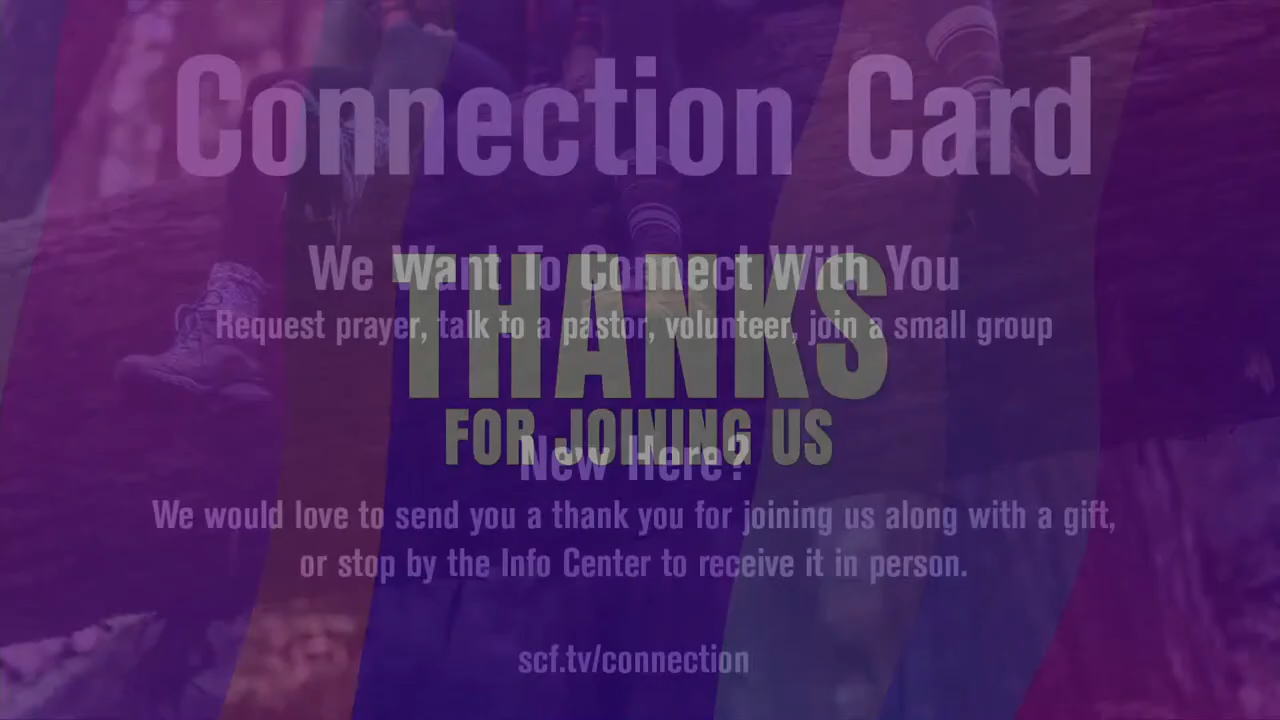 Connection Card
We Want To Connect With You
Request prayer, talk to a pastor, volunteer, join a small group
THANKS
FOR JOINING US
New Here?
We would love to send you a thank you for joining us along with a gift,
or stop by the Info Center to receive it in person.
scf.tv/connection